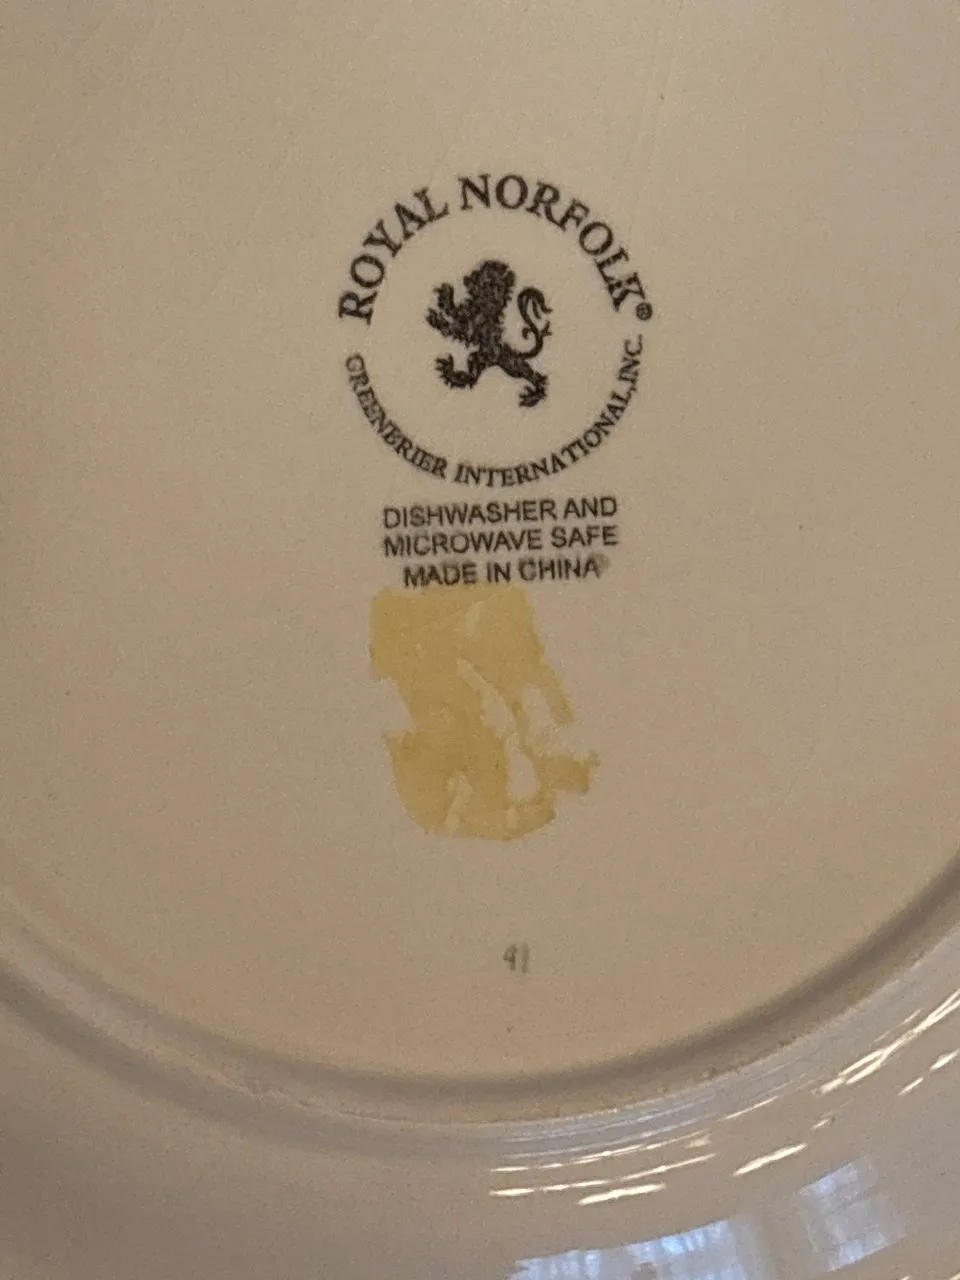 ROYAL NORFOLK®
GREENBRIER INTERNATIONAL, INC.
DISHWASHER AND
MICROWAVE SAFE
MADE IN CHINA
41